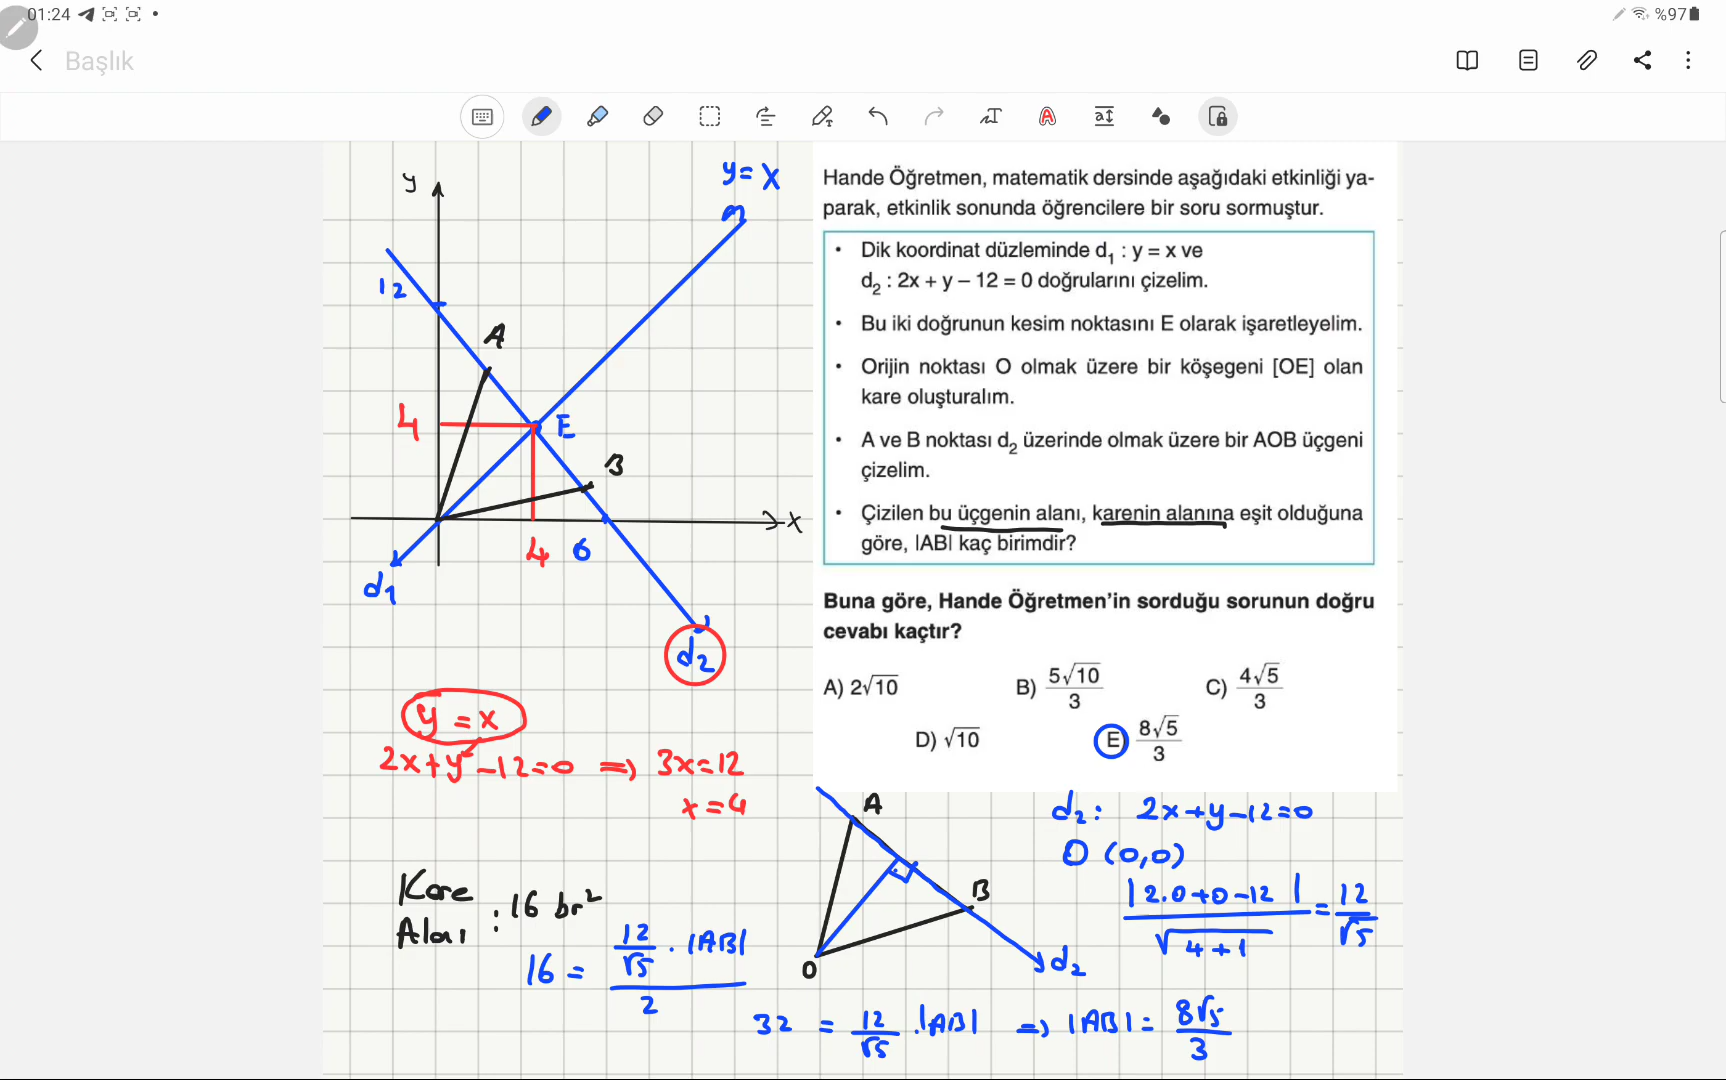 01:24
%97
Başlık
y
y = x
12
A
4
E
B
x
4
6
d1
d2
y = x
2x+y-12=0 ⇒ 3x=12
x=4
Kare
Alanı : 16 br²
16 = 12/√5 · |AB| / 2
Hande Öğretmen, matematik dersinde aşağıdaki etkinliği ya-
parak, etkinlik sonunda öğrencilere bir soru sormuştur.
• Dik koordinat düzleminde d₁ : y = x ve
d₂ : 2x + y – 12 = 0 doğrularını çizelim.
• Bu iki doğrunun kesim noktasını E olarak işaretleyelim.
• Orijin noktası O olmak üzere bir köşegeni [OE] olan
kare oluşturalım.
• A ve B noktası d₂ üzerinde olmak üzere bir AOB üçgeni
çizelim.
• Çizilen bu üçgenin alanı, karenin alanına eşit olduğuna
göre, |AB| kaç birimdir?
Buna göre, Hande Öğretmen’in sorduğu sorunun doğru
cevabı kaçtır?
A) 2√10 B) 5√10/3 C) 4√5/3
D) √10 E) 8√5/3
A
B
O
d2
d2: 2x+y-12=0
O (0,0)
|2.0+0-12| / √4+1 = 12/√5
32 = 12/√5 . |AB| ⇒ |AB| = 8√5/3